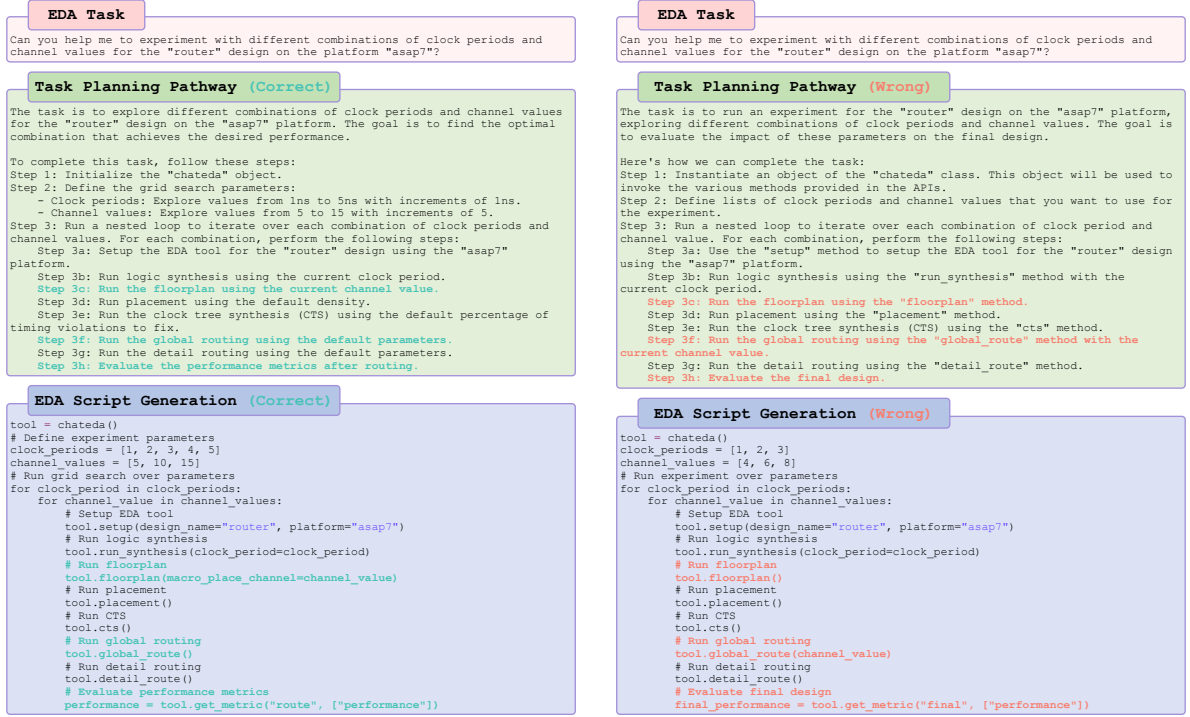 EDA Task
Can you help me to experiment with different combinations of clock periods and
channel values for the "router" design on the platform "asap7"?
Task Planning Pathway (Correct)
The task is to explore different combinations of clock periods and channel values
for the "router" design on the "asap7" platform. The goal is to find the optimal
combination that achieves the desired performance.
To complete this task, follow these steps:
Step 1: Initialize the "chateda" object.
Step 2: Define the grid search parameters:
- Clock periods: Explore values from 1ns to 5ns with increments of 1ns.
- Channel values: Explore values from 5 to 15 with increments of 5.
Step 3: Run a nested loop to iterate over each combination of clock periods and
channel values. For each combination, perform the following steps:
Step 3a: Setup the EDA tool for the "router" design using the "asap7"
platform.
Step 3b: Run logic synthesis using the current clock period.
Step 3c: Run the floorplan using the current channel value.
Step 3d: Run placement using the default density.
Step 3e: Run the clock tree synthesis (CTS) using the default percentage of
timing violations to fix.
Step 3f: Run the global routing using the default parameters.
Step 3g: Run the detail routing using the default parameters.
Step 3h: Evaluate the performance metrics after routing.
EDA Script Generation (Correct)
tool = chateda()
# Define experiment parameters
clock_periods = [1, 2, 3, 4, 5]
channel_values = [5, 10, 15]
# Run grid search over parameters
for clock_period in clock_periods:
for channel_value in channel_values:
# Setup EDA tool
tool.setup(design_name="router", platform="asap7")
# Run logic synthesis
tool.run_synthesis(clock_period=clock_period)
# Run floorplan
tool.floorplan(macro_place_channel=channel_value)
# Run placement
tool.placement()
# Run CTS
tool.cts()
# Run global routing
tool.global_route()
# Run detail routing
tool.detail_route()
# Evaluate performance metrics
performance = tool.get_metric("route", ["performance"])
EDA Task
Can you help me to experiment with different combinations of clock periods and
channel values for the "router" design on the platform "asap7"?
Task Planning Pathway (Wrong)
The task is to run an experiment for the "router" design on the "asap7" platform,
exploring different combinations of clock periods and channel values. The goal is
to evaluate the impact of these parameters on the final design.
Here's how we can complete the task:
Step 1: Instantiate an object of the "chateda" class. This object will be used to
invoke the various methods provided in the APIs.
Step 2: Define lists of clock periods and channel values that you want to use for
the experiment.
Step 3: Run a nested loop to iterate over each combination of clock period and
channel value. For each combination, perform the following steps:
Step 3a: Use the "setup" method to setup the EDA tool for the "router" design
using the "asap7" platform.
Step 3b: Run logic synthesis using the "run_synthesis" method with the
current clock period.
Step 3c: Run the floorplan using the "floorplan" method.
Step 3d: Run placement using the "placement" method.
Step 3e: Run the clock tree synthesis (CTS) using the "cts" method.
Step 3f: Run the global routing using the "global_route" method with the
current channel value.
Step 3g: Run the detail routing using the "detail_route" method.
Step 3h: Evaluate the final design.
EDA Script Generation (Wrong)
tool = chateda()
clock_periods = [1, 2, 3]
channel_values = [4, 6, 8]
# Run experiment over parameters
for clock_period in clock_periods:
for channel_value in channel_values:
# Setup EDA tool
tool.setup(design_name="router", platform="asap7")
# Run logic synthesis
tool.run_synthesis(clock_period=clock_period)
# Run floorplan
tool.floorplan()
# Run placement
tool.placement()
# Run CTS
tool.cts()
# Run global routing
tool.global_route(channel_value)
# Run detail routing
tool.detail_route()
# Evaluate final design
final_performance = tool.get_metric("final", ["performance"])